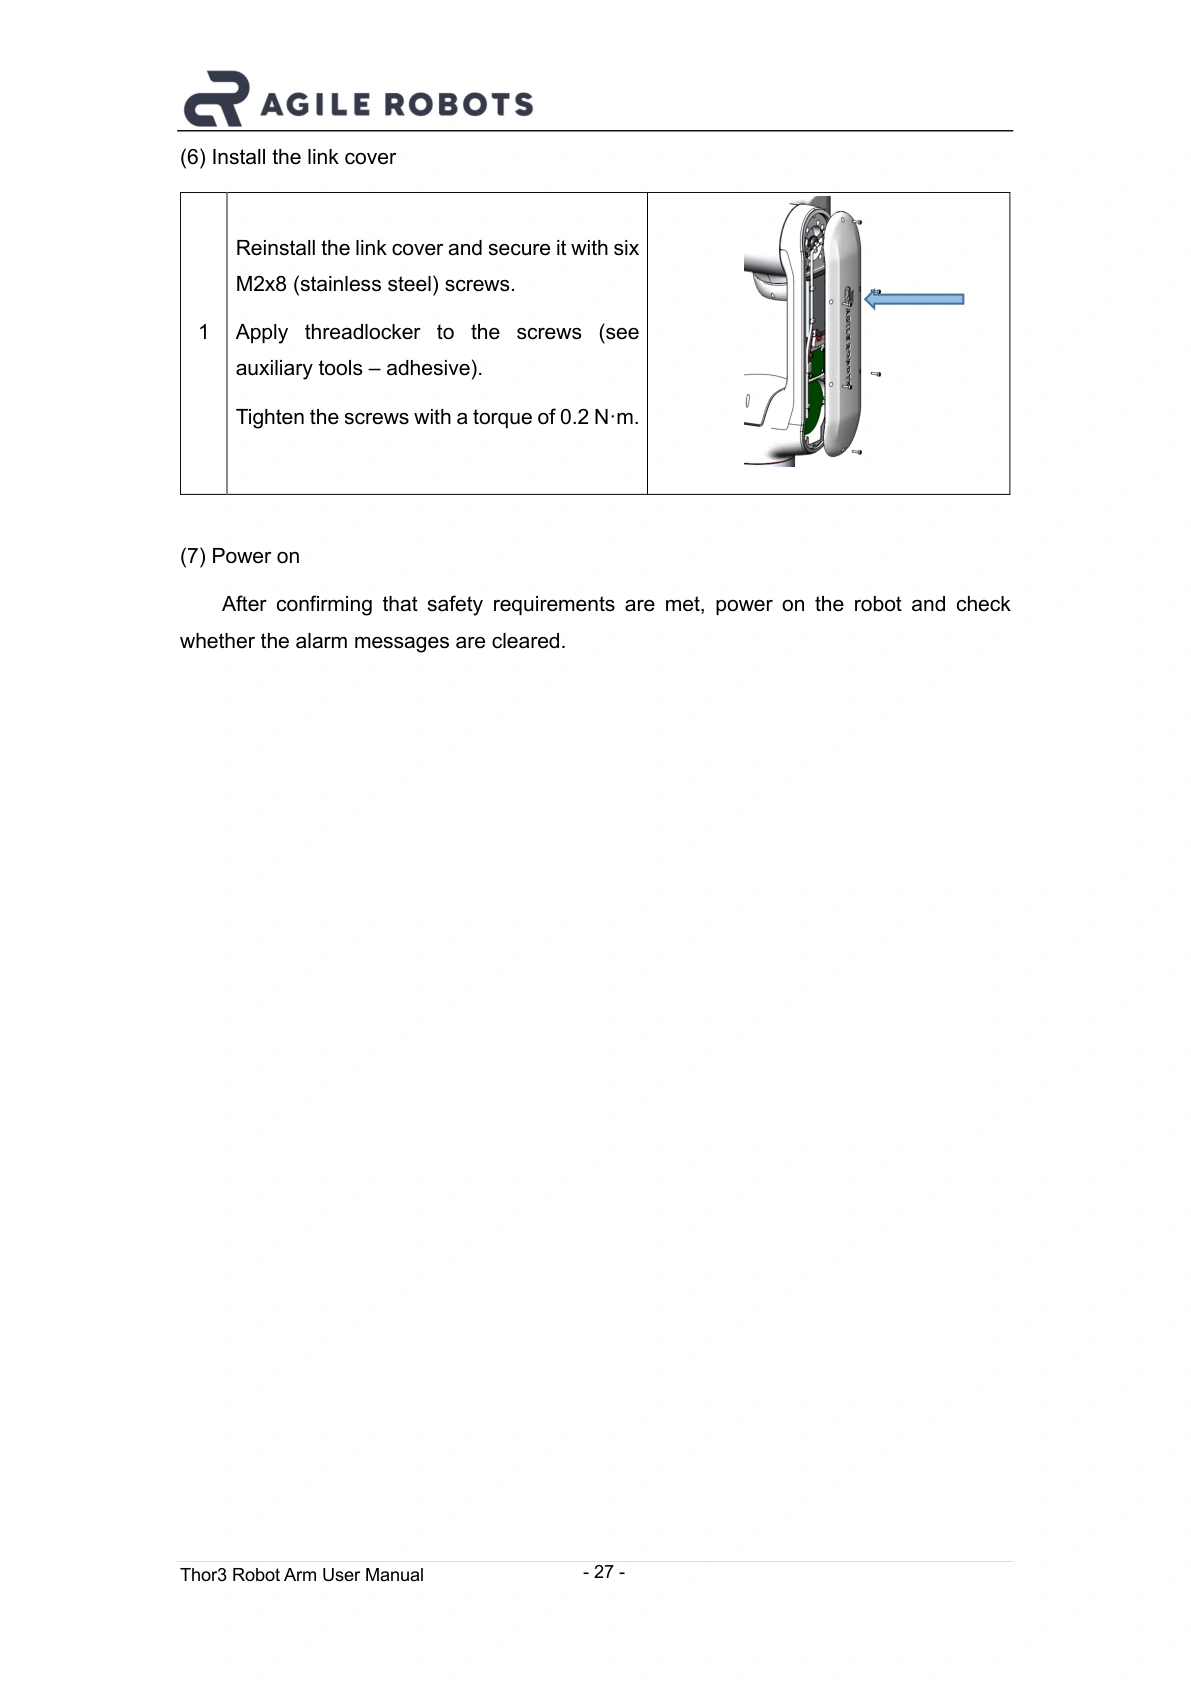 AGILE ROBOTS
(6) Install the link cover
Reinstall the link cover and secure it with six
M2x8 (stainless steel) screws.
1
Apply threadlocker to the screws (see
auxiliary tools – adhesive).
Tighten the screws with a torque of 0.2 N·m.
AGILE ROBOTS
(7) Power on
After confirming that safety requirements are met, power on the robot and check
whether the alarm messages are cleared.
Thor3 Robot Arm User Manual
- 27 -